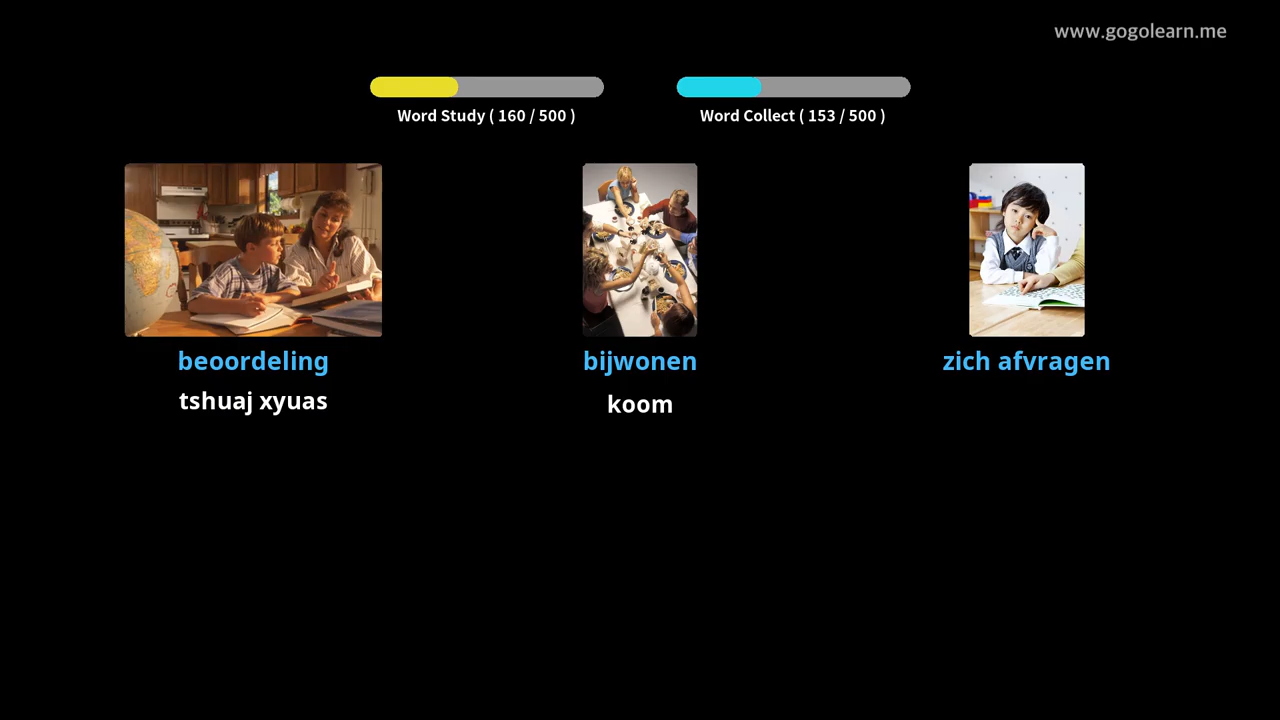 www.gogolearn.me
Word Study ( 160 / 500 )
Word Collect ( 153 / 500 )
beoordeling
tshuaj xyuas
bijwonen
koom
zich afvragen